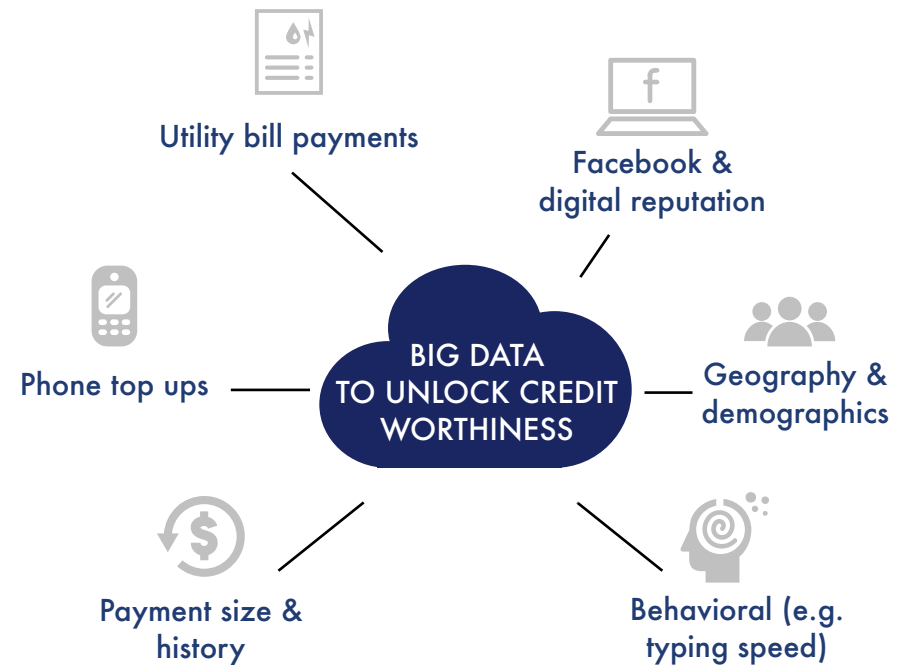 Utility bill payments
f
Facebook &
digital reputation
Phone top ups
BIG DATA
TO UNLOCK CREDIT
WORTHINESS
Geography &
demographics
$
Payment size &
history
Behavioral (e.g.
typing speed)